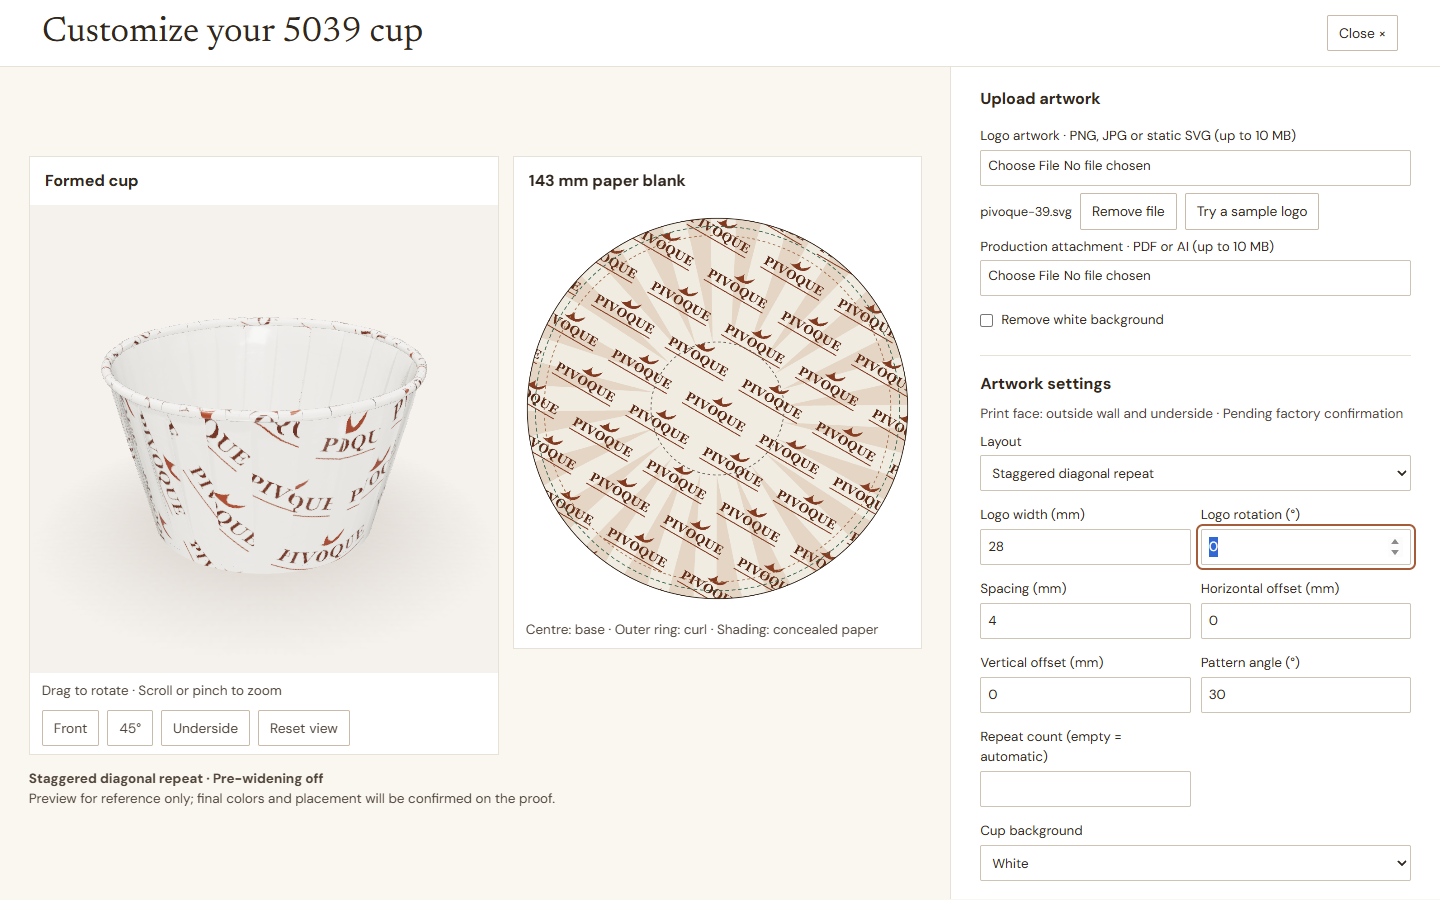 Customize your 5039 cup
Close ×
Formed cup
143 mm paper blank
PIVOQUE
Centre: base · Outer ring: curl · Shading: concealed paper
Drag to rotate · Scroll or pinch to zoom
Front
45°
Underside
Reset view
Staggered diagonal repeat · Pre-widening off
Preview for reference only; final colors and placement will be confirmed on the proof.
Upload artwork
Logo artwork · PNG, JPG or static SVG (up to 10 MB)
Choose File No file chosen
pivoque-39.svg
Remove file
Try a sample logo
Production attachment · PDF or AI (up to 10 MB)
Choose File No file chosen
Remove white background
Artwork settings
Print face: outside wall and underside · Pending factory confirmation
Layout
Staggered diagonal repeat
Logo width (mm)
Logo rotation (°)
28
0
Spacing (mm)
Horizontal offset (mm)
4
0
Vertical offset (mm)
Pattern angle (°)
0
30
Repeat count (empty =
automatic)
Cup background
White